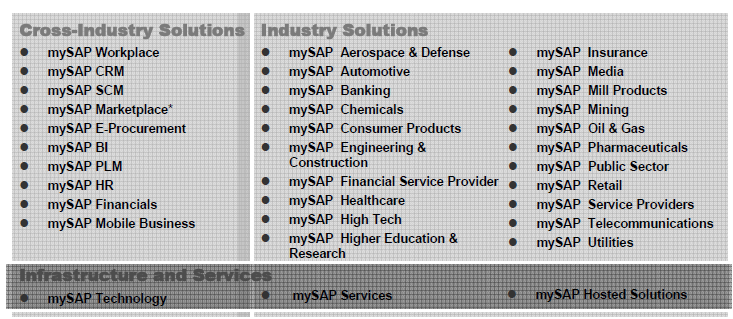 Cross-Industry Solutions
mySAP Workplace
mySAP CRM
mySAP SCM
mySAP Marketplace*
mySAP E-Procurement
mySAP BI
mySAP PLM
mySAP HR
mySAP Financials
mySAP Mobile Business
Industry Solutions
mySAP Aerospace & Defense
mySAP Automotive
mySAP Banking
mySAP Chemicals
mySAP Consumer Products
mySAP Engineering &
Construction
mySAP Financial Service Provider
mySAP Healthcare
mySAP High Tech
mySAP Higher Education &
Research
mySAP Insurance
mySAP Media
mySAP Mill Products
mySAP Mining
mySAP Oil & Gas
mySAP Pharmaceuticals
mySAP Public Sector
mySAP Retail
mySAP Service Providers
mySAP Telecommunications
mySAP Utilities
Infrastructure and Services
mySAP Technology
mySAP Services
mySAP Hosted Solutions